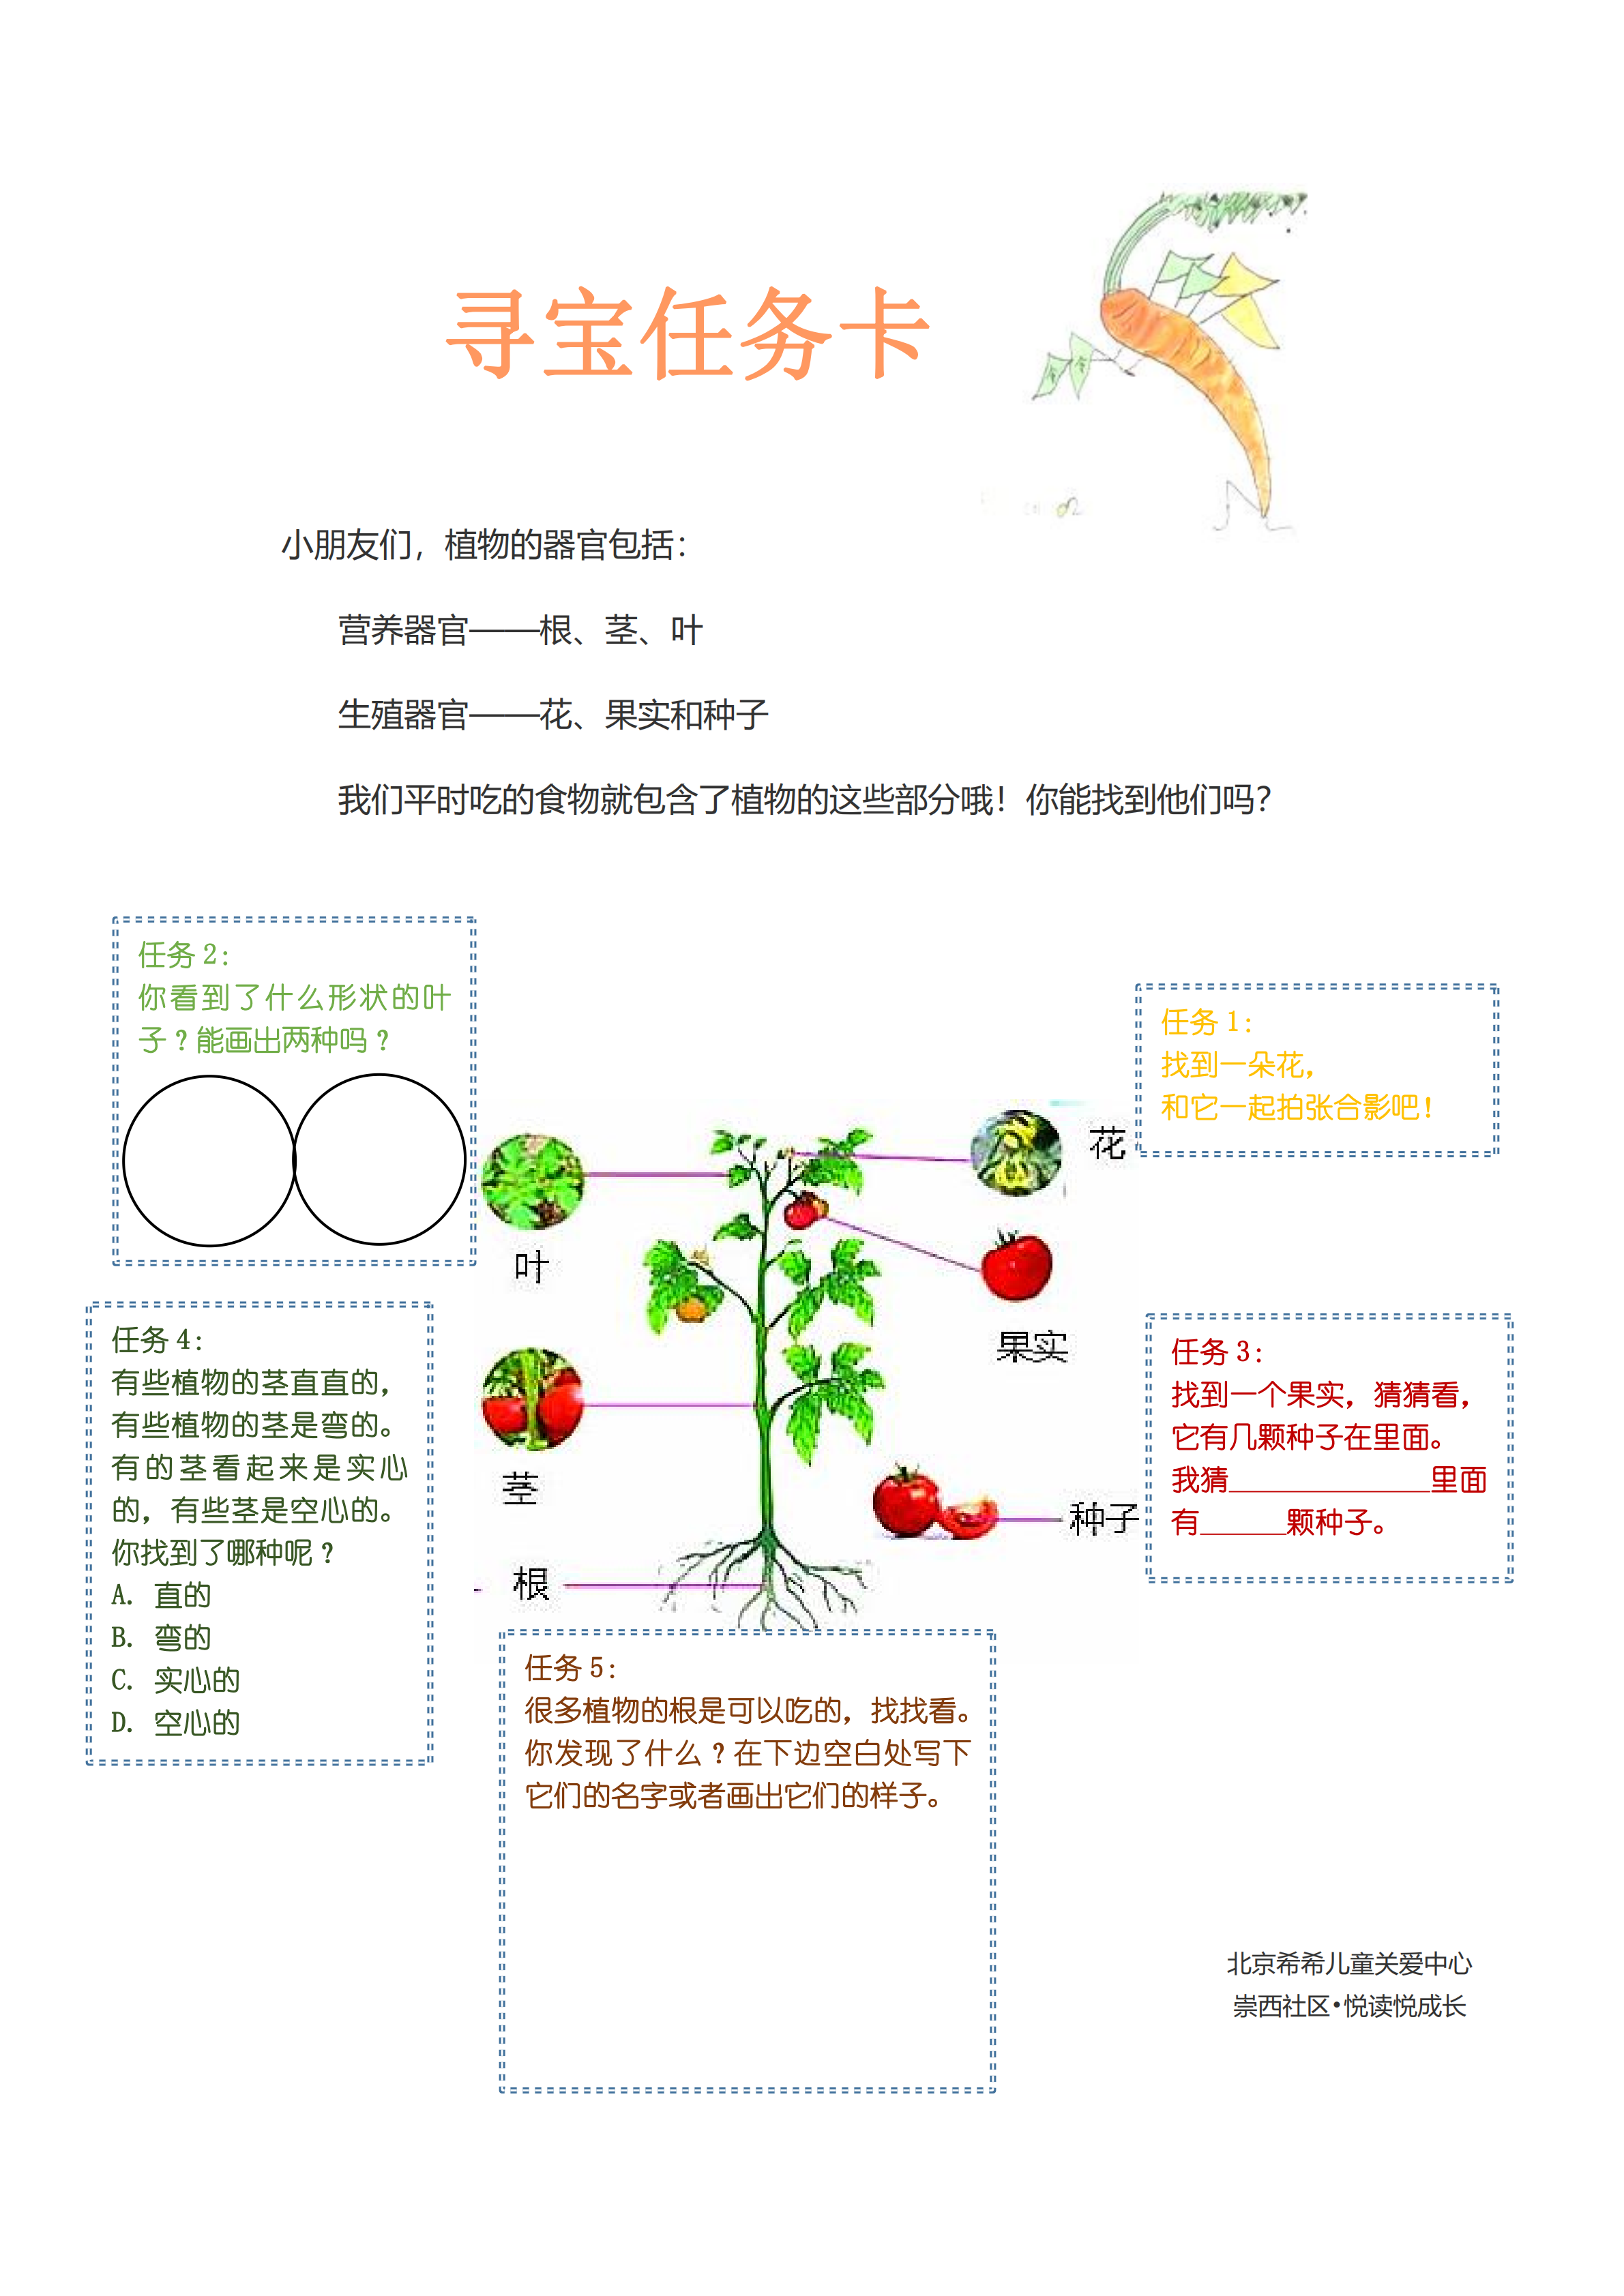 寻宝任务卡
小朋友们，植物的器官包括：
营养器官——根、茎、叶
生殖器官——花、果实和种子
我们平时吃的食物就包含了植物的这些部分哦！你能找到他们吗？
任务 2：
你看到了什么形状的叶
子？能画出两种吗？
任务 1：
找到一朵花，
和它一起拍张合影吧！
花
叶
果实
茎
种子
根
任务 4：
有些植物的茎直直的，
有些植物的茎是弯的。
有的茎看起来是实心
的，有些茎是空心的。
你找到了哪种呢？
A. 直的
B. 弯的
C. 实心的
D. 空心的
任务 3：
找到一个果实，猜猜看，
它有几颗种子在里面。
我猜______________里面
有______颗种子。
任务 5：
很多植物的根是可以吃的，找找看。
你发现了什么？在下边空白处写下
它们的名字或者画出它们的样子。
北京希希儿童关爱中心
崇西社区•悦读悦成长